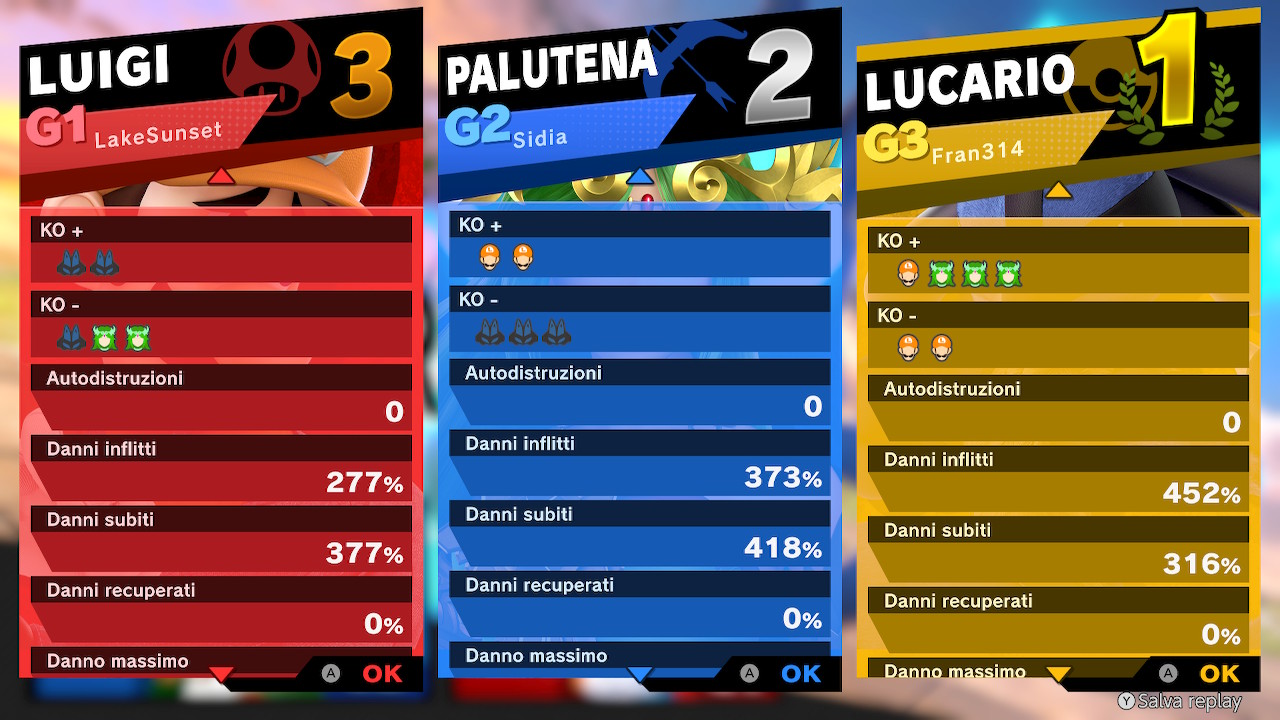 LUIGI
3
G1 LakeSunset
KO +
KO -
Autodistruzioni
0
Danni inflitti
277%
Danni subiti
377%
Danni recuperati
0%
Danno massimo
A OK
PALUTENA
2
G2 Sidia
KO +
KO -
Autodistruzioni
0
Danni inflitti
373%
Danni subiti
418%
Danni recuperati
0%
Danno massimo
A OK
LUCARIO
1
G3 Fran314
KO +
KO -
Autodistruzioni
0
Danni inflitti
452%
Danni subiti
316%
Danni recuperati
0%
Danno massimo
A OK
Y Salva replay